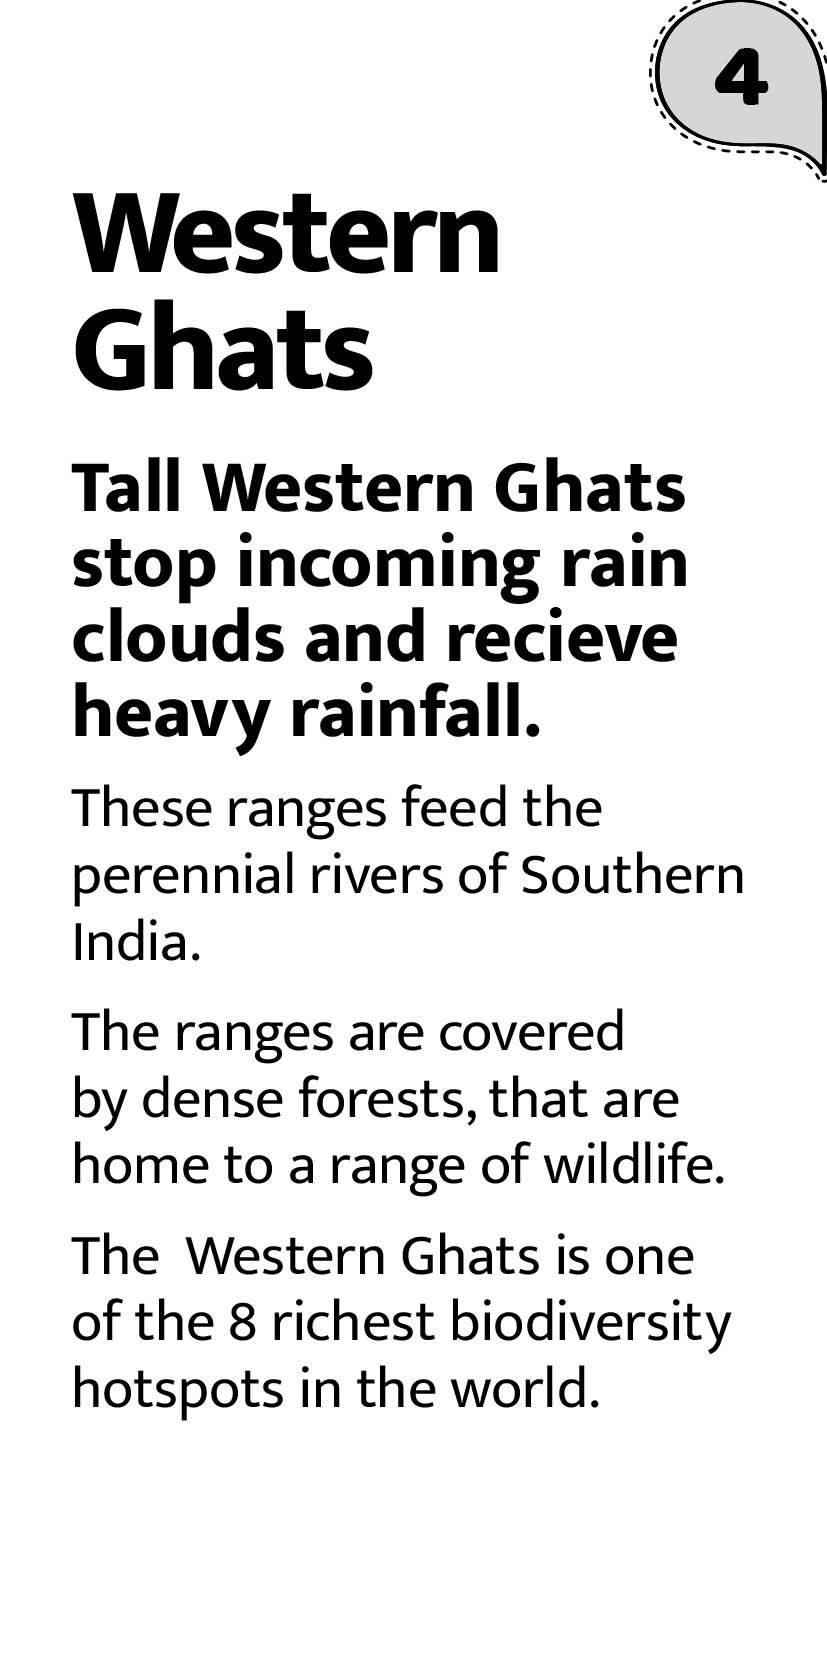 4
Western
Ghats
Tall Western Ghats
stop incoming rain
clouds and recieve
heavy rainfall.
These ranges feed the
perennial rivers of Southern
India.
The ranges are covered
by dense forests, that are
home to a range of wildlife.
The  Western Ghats is one
of the 8 richest biodiversity
hotspots in the world.